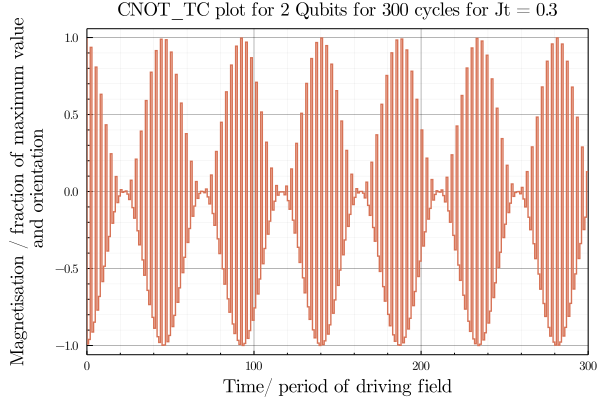 CNOT_TC plot for 2 Qubits for 300 cycles for Jt = 0.3
Magnetisation / fraction of maximum value
and orientation
1.0
0.5
0.0
−0.5
−1.0
0
100
200
300
Time/ period of driving field